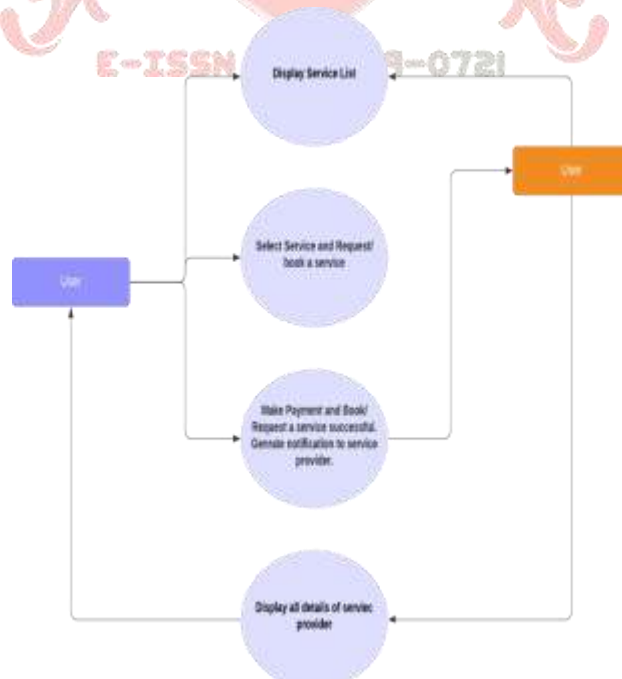 E-ISSN 9-0721
Display Service List
User
Select Service and Request/
book a service
User
Make Payment and Book/
Request a service successful.
Genrate notification to service
provider.
Display all details of serviec
provider